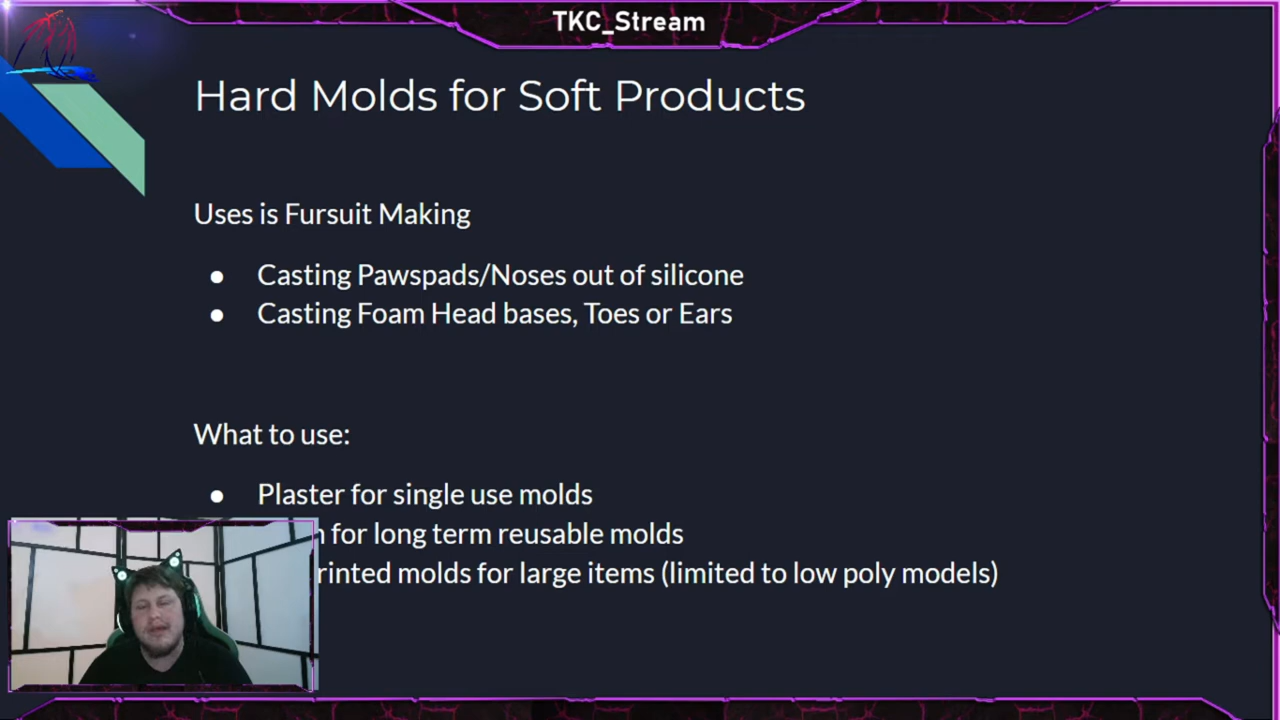 TKC_Stream
Hard Molds for Soft Products
Uses is Fursuit Making
● Casting Pawspads/Noses out of silicone
● Casting Foam Head bases, Toes or Ears
What to use:
● Plaster for single use molds
for long term reusable molds
molds for large items (limited to low poly models)